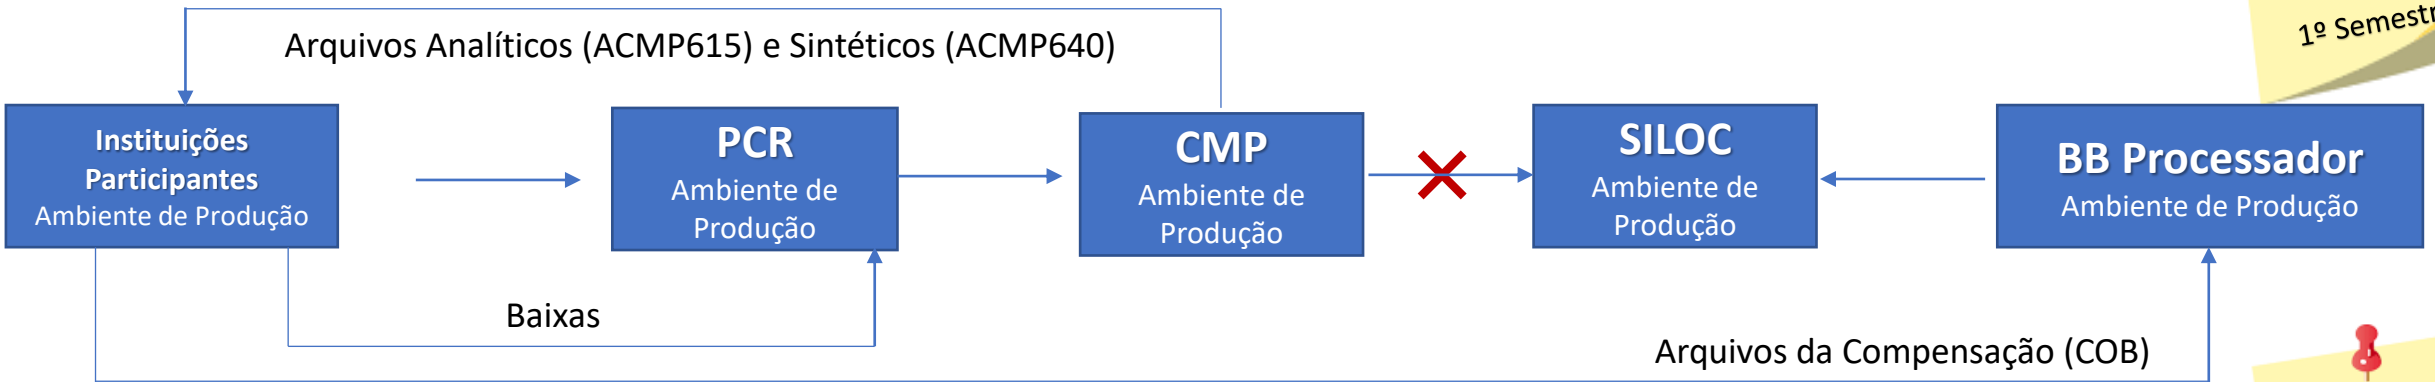 1º Semestr
Arquivos Analíticos (ACMP615) e Sintéticos (ACMP640)
Instituições
Participantes
Ambiente de Produção
PCR
Ambiente de
Produção
CMP
Ambiente de
Produção
SILOC
Ambiente de
Produção
BB Processador
Ambiente de Produção
Baixas
Arquivos da Compensação (COB)